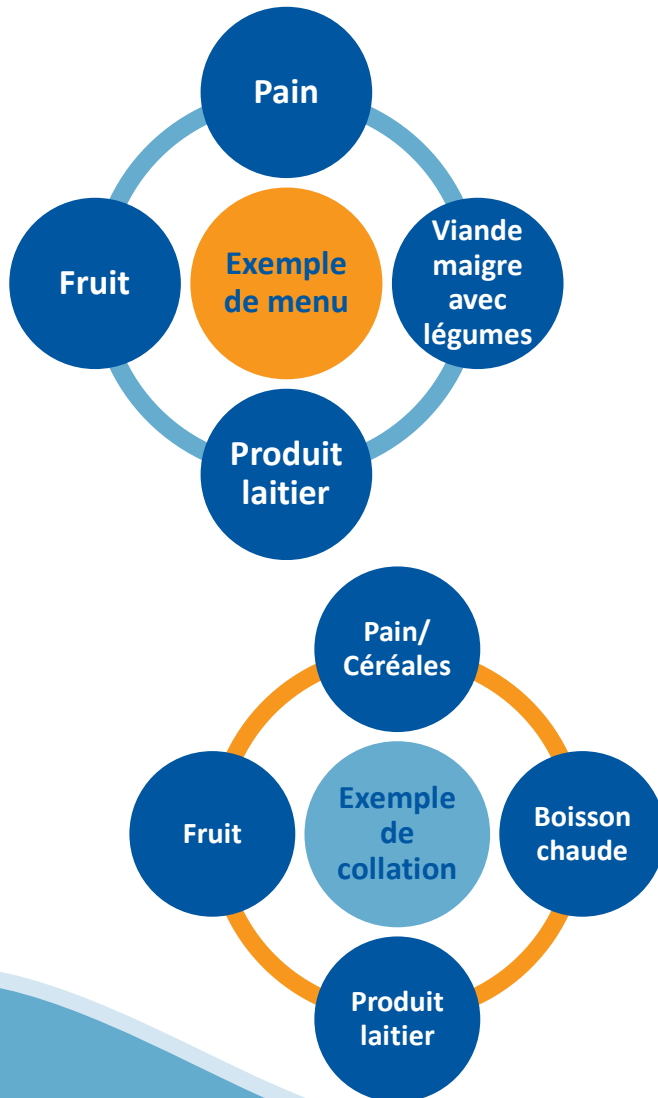 Pain
Fruit
Exemple
de menu
Viande
maigre
avec
légumes
Produit
laitier
Pain/
Céréales
Fruit
Exemple
de
collation
Boisson
chaude
Produit
laitier